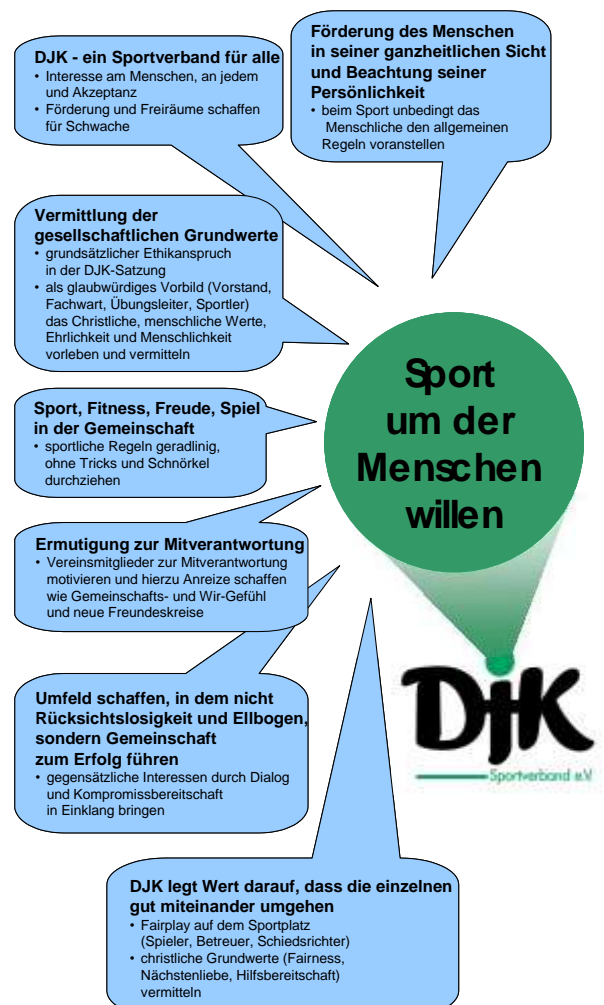 DJK - ein Sportverband für alle
• Interesse am Menschen, an jedem
und Akzeptanz
• Förderung und Freiräume schaffen
für Schwache
Förderung des Menschen
in seiner ganzheitlichen Sicht
und Beachtung seiner
Persönlichkeit
• beim Sport unbedingt das
Menschliche den allgemeinen
Regeln voranstellen
Vermittlung der
gesellschaftlichen Grundwerte
• grundsätzlicher Ethikanspruch
in der DJK-Satzung
• als glaubwürdiges Vorbild (Vorstand,
Fachwart, Übungsleiter, Sportler)
das Christliche, menschliche Werte,
Ehrlichkeit und Menschlichkeit
vorleben und vermitteln
Sport, Fitness, Freude, Spiel
in der Gemeinschaft
• sportliche Regeln geradlinig,
ohne Tricks und Schnörkel
durchziehen
Ermutigung zur Mitverantwortung
• Vereinsmitglieder zur Mitverantwortung
motivieren und hierzu Anreize schaffen
wie Gemeinschafts- und Wir-Gefühl
und neue Freundeskreise
Umfeld schaffen, in dem nicht
Rücksichtslosigkeit und Ellbogen,
sondern Gemeinschaft
zum Erfolg führen
• gegensätzliche Interessen durch Dialog
und Kompromissbereitschaft
in Einklang bringen
DJK legt Wert darauf, dass die einzelnen
gut miteinander umgehen
• Fairplay auf dem Sportplatz
(Spieler, Betreuer, Schiedsrichter)
• christliche Grundwerte (Fairness,
Nächstenliebe, Hilfsbereitschaft)
vermitteln
Sport
um der
Menschen
willen
DjK
Sportverband e.V.